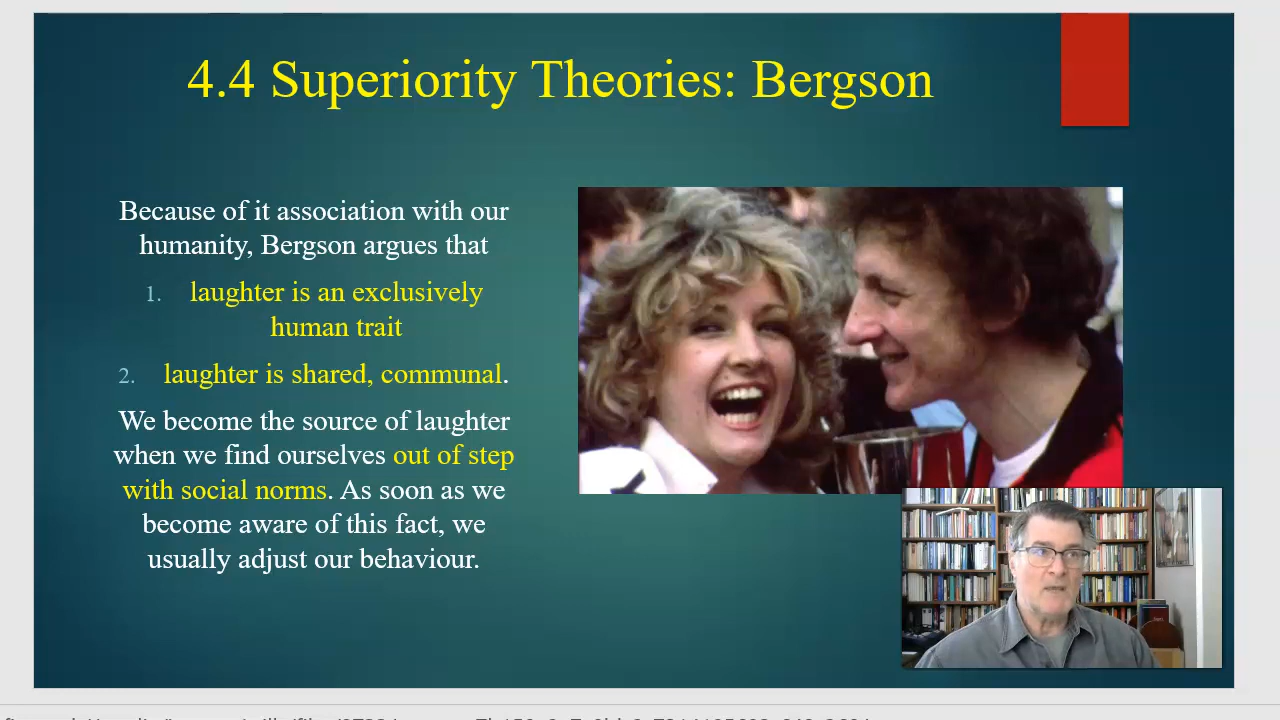 4.4 Superiority Theories: Bergson
Because of it association with our
humanity, Bergson argues that
1. laughter is an exclusively
human trait
2. laughter is shared, communal.
We become the source of laughter
when we find ourselves out of step
with social norms. As soon as we
become aware of this fact, we
usually adjust our behaviour.